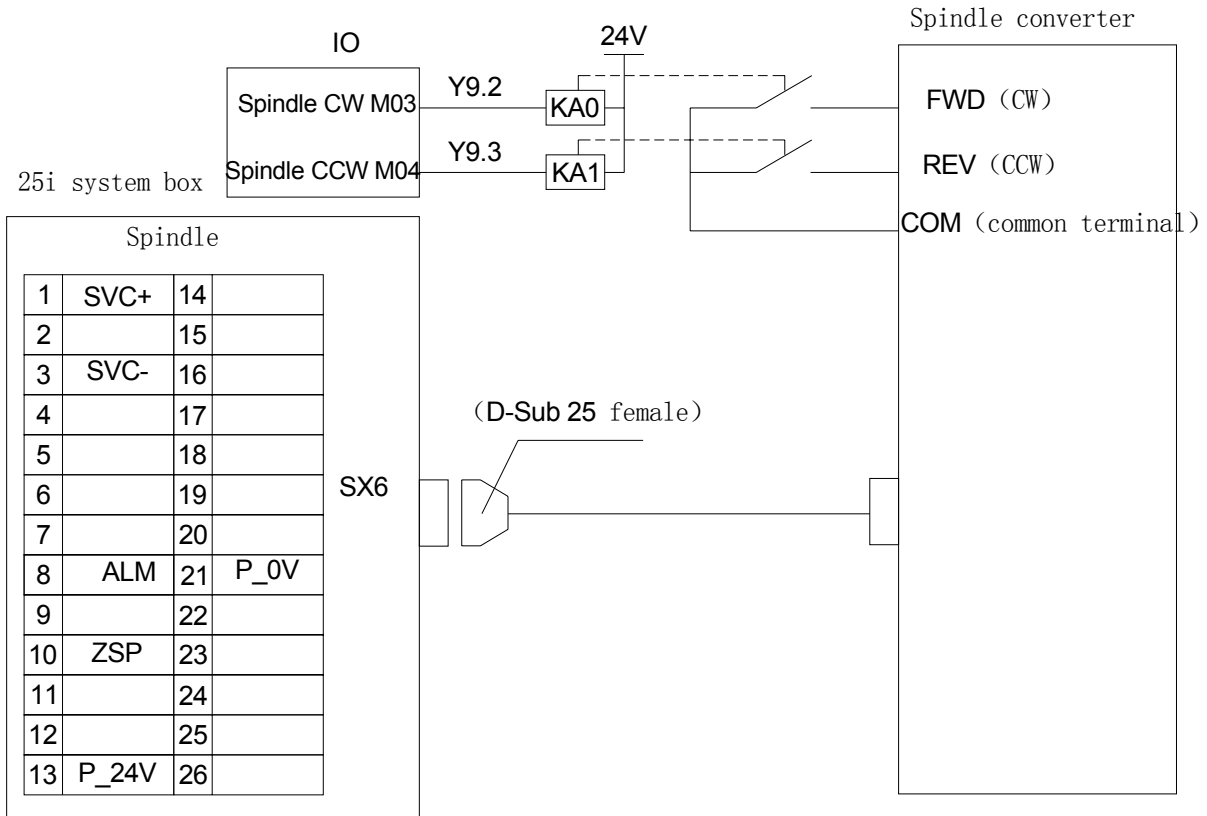 Spindle converter
IO
24V
Spindle CW M03
Y9.2
KA0
FWD（CW）
Spindle CCW M04
Y9.3
KA1
REV（CCW）
COM（common terminal）
25i system box
Spindle
1 SVC+ 14
2 15
3 SVC- 16
4 17
5 18
6 19
7 20
8 ALM 21 P_0V
9 22
10 ZSP 23
11 24
12 25
13 P_24V 26
SX6
（D-Sub 25 female）